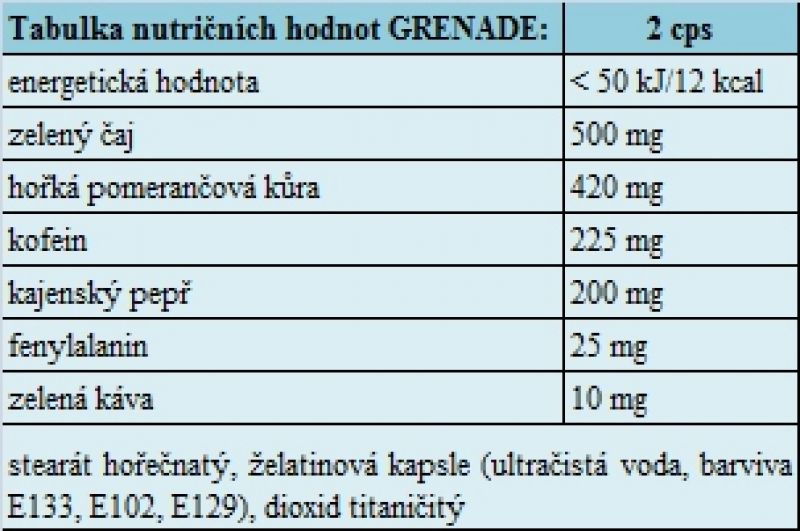 Tabulka nutričních hodnot GRENADE: 2 cps
energetická hodnota < 50 kJ/12 kcal
zelený čaj 500 mg
hořká pomerančová kůra 420 mg
kofein 225 mg
kajenský pepř 200 mg
fenylalanin 25 mg
zelená káva 10 mg
stearát hořečnatý, želatinová kapsle (ultračistá voda, barviva
E133, E102, E129), dioxid titaničitý